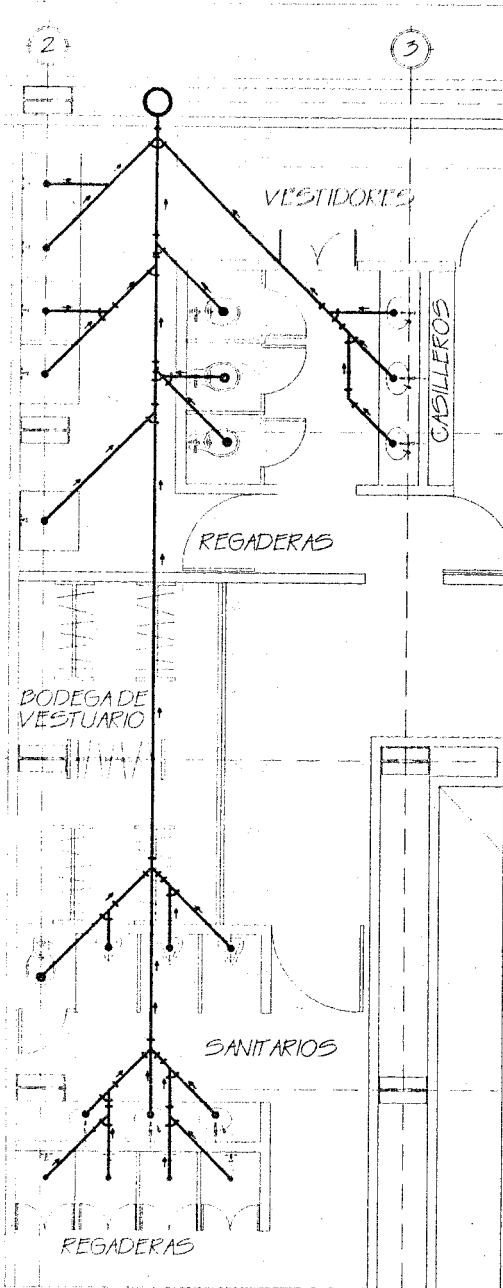 2
3
VESTIDORES
CASILLEROS
REGADERAS
BODEGA DE
VESTUARIO
SANITARIOS
REGADERAS